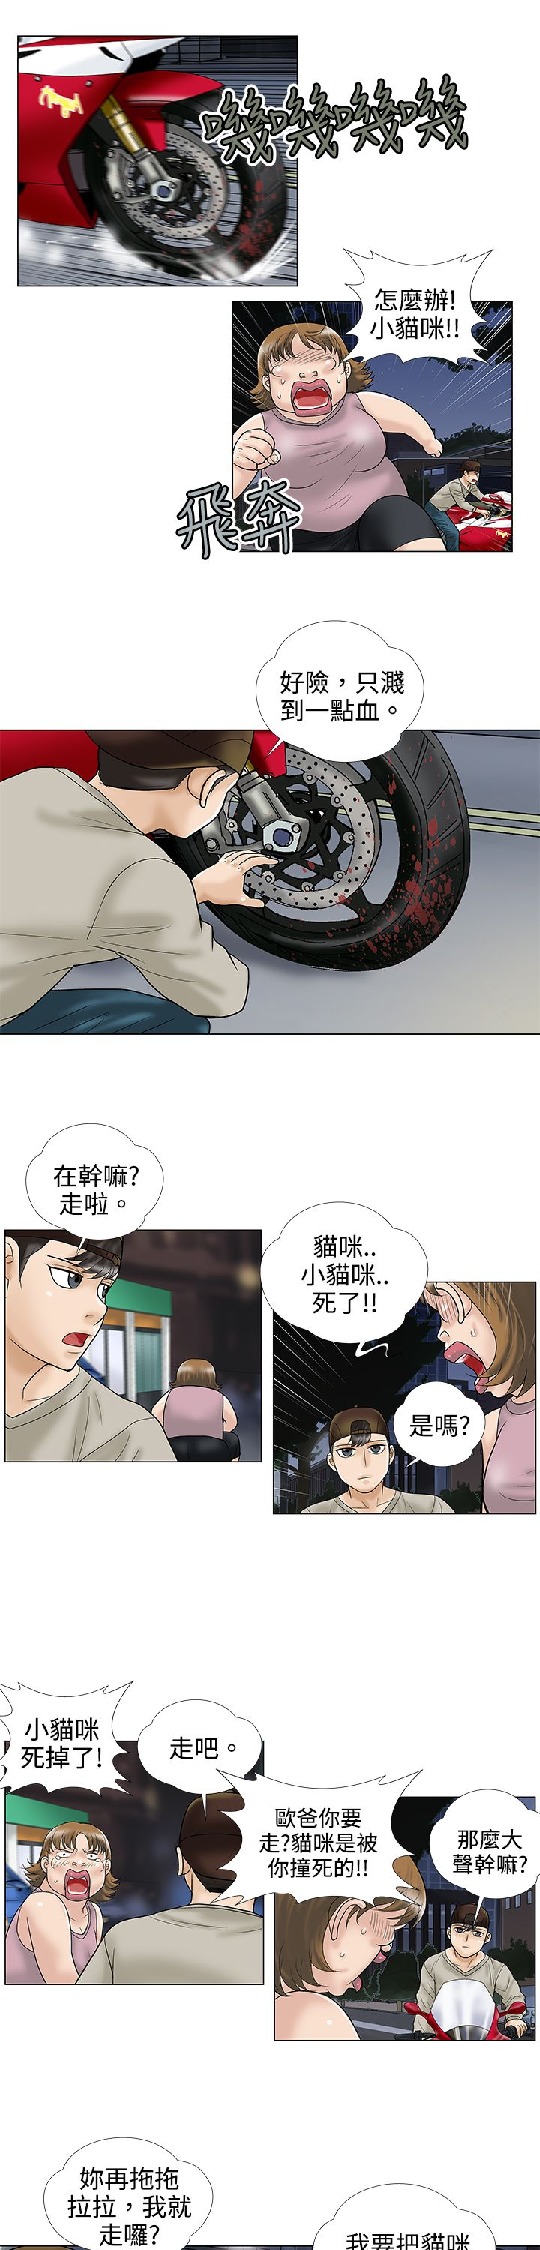 嘰嘰嘰嘰
怎麼辦!
小貓咪!!
飛奔
好險，只濺
到一點血。
在幹嘛?
走啦。
貓咪..
小貓咪..
死了!!
是嗎?
小貓咪
死掉了!
走吧。
歐爸你要
走?貓咪是被
你撞死的!!
那麼大
聲幹嘛?
妳再拖拖
拉拉，我就
走囉?
我要把貓咪